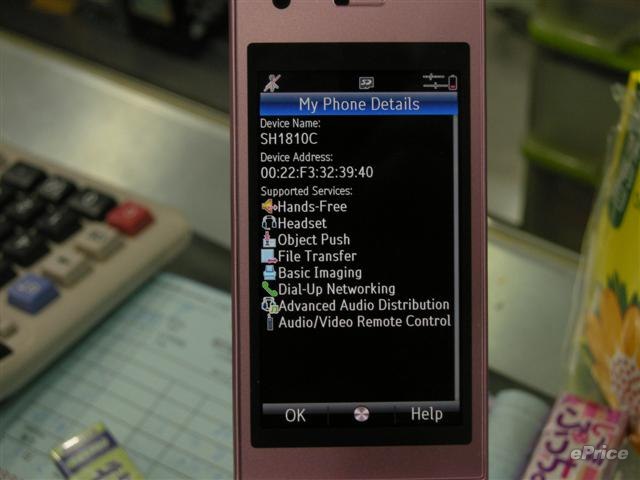 My Phone Details
Device Name:
SH1810C
Device Address:
00:22:F3:32:39:40
Supported Services:
Hands-Free
Headset
Object Push
File Transfer
Basic Imaging
Dial-Up Networking
Advanced Audio Distribution
Audio/Video Remote Control
OK
Help
ePrice